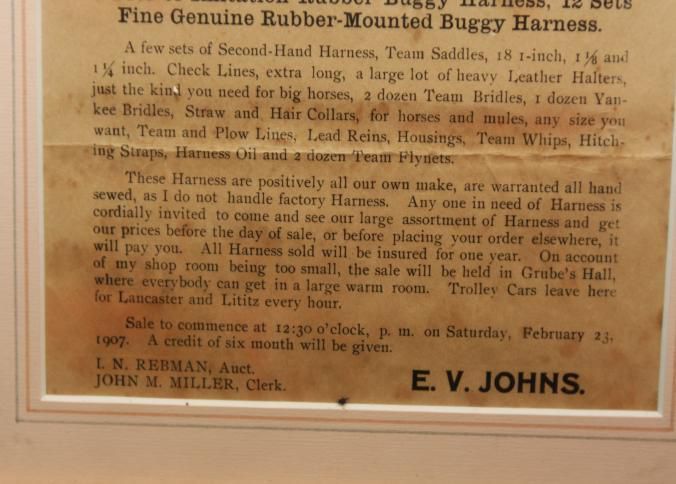 Imitation Rubber Buggy Harness, 12 Sets
Fine Genuine Rubber-Mounted Buggy Harness.
A few sets of Second-Hand Harness, Team Saddles, 18 1-inch, 1⅛ and
1¼ inch. Check Lines, extra long, a large lot of heavy Leather Halters,
just the kind you need for big horses, 2 dozen Team Bridles, 1 dozen Yan-
kee Bridles, Straw and Hair Collars, for horses and mules, any size you
want, Team and Plow Lines, Lead Reins, Housings, Team Whips, Hitch-
ing Straps, Harness Oil and 2 dozen Team Flynets.
These Harness are positively all our own make, are warranted all hand
sewed, as I do not handle factory Harness. Any one in need of Harness is
cordially invited to come and see our large assortment of Harness and get
our prices before the day of sale, or before placing your order elsewhere, it
will pay you. All Harness sold will be insured for one year. On account
of my shop room being too small, the sale will be held in Grube's Hall,
where everybody can get in a large warm room. Trolley Cars leave here
for Lancaster and Lititz every hour.
Sale to commence at 12:30 o'clock, p. m. on Saturday, February 23,
1907. A credit of six month will be given.
I. N. REBMAN, Auct.
JOHN M. MILLER, Clerk.
E. V. JOHNS.